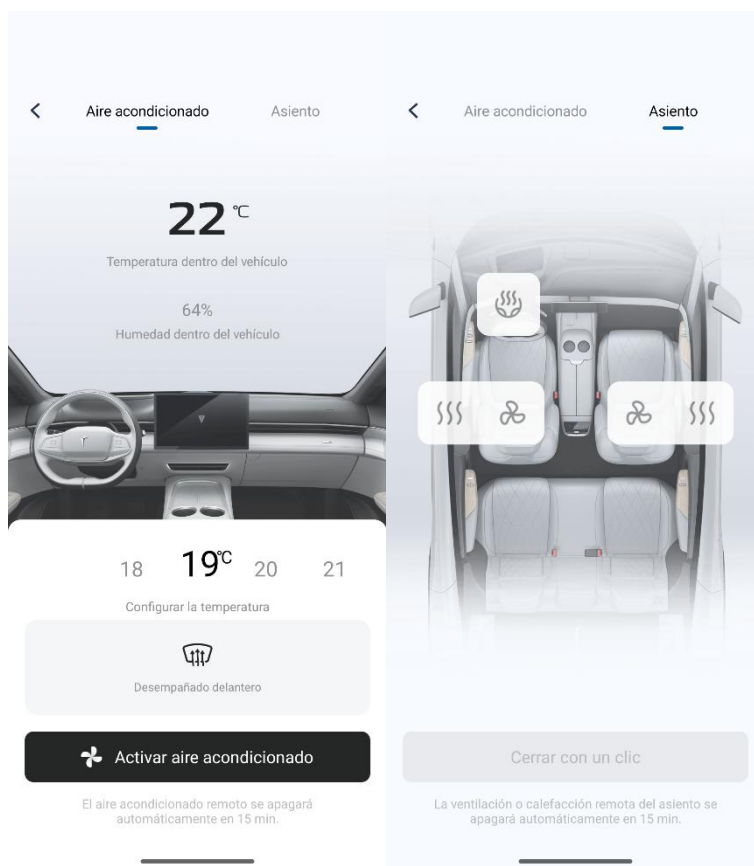 Aire acondicionado Asiento
22 °C
Temperatura dentro del vehículo
64%
Humedad dentro del vehículo
18 19°C 20 21
Configurar la temperatura
Desempañado delantero
Activar aire acondicionado
El aire acondicionado remoto se apagará
automáticamente en 15 min.
Aire acondicionado Asiento
Cerrar con un clic
La ventilación o calefacción remota del asiento se
apagará automáticamente en 15 min.